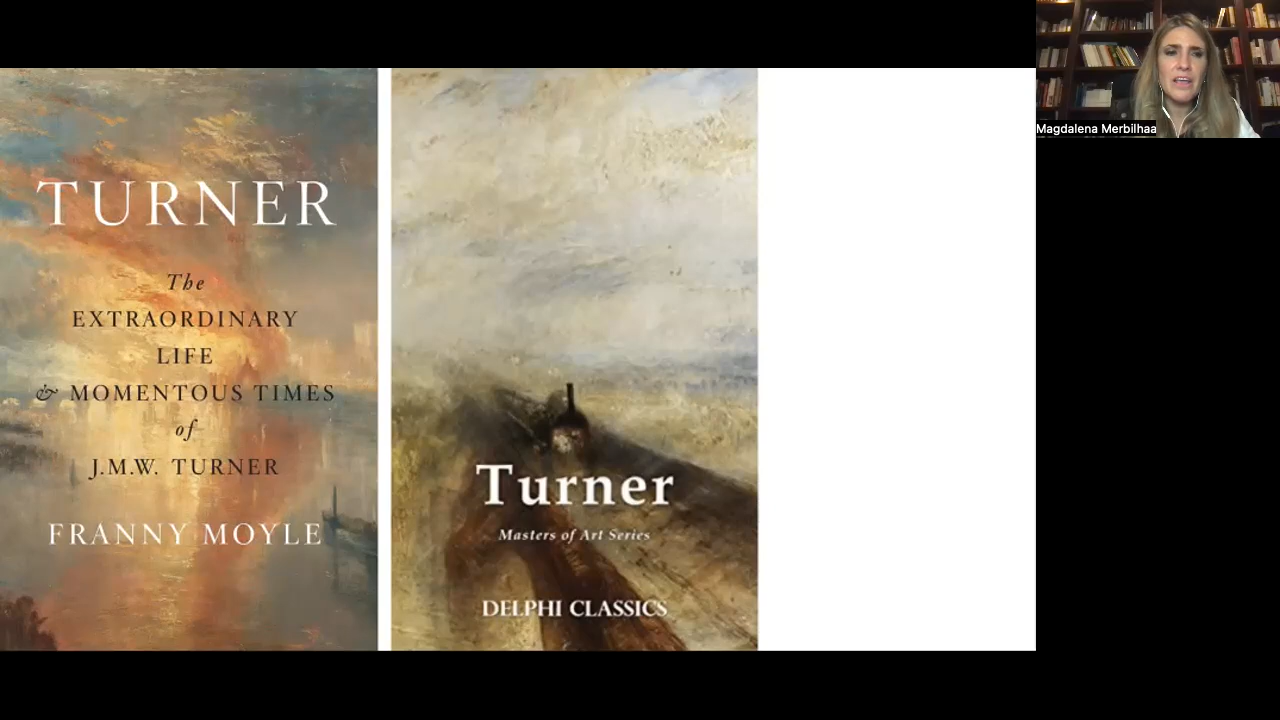 TURNER
The
EXTRAORDINARY
LIFE
& MOMENTOUS TIMES
of
J.M.W. TURNER
FRANNY MOYLE
Turner
Masters of Art Series
DELPHI CLASSICS
Magdalena Merbilhaa